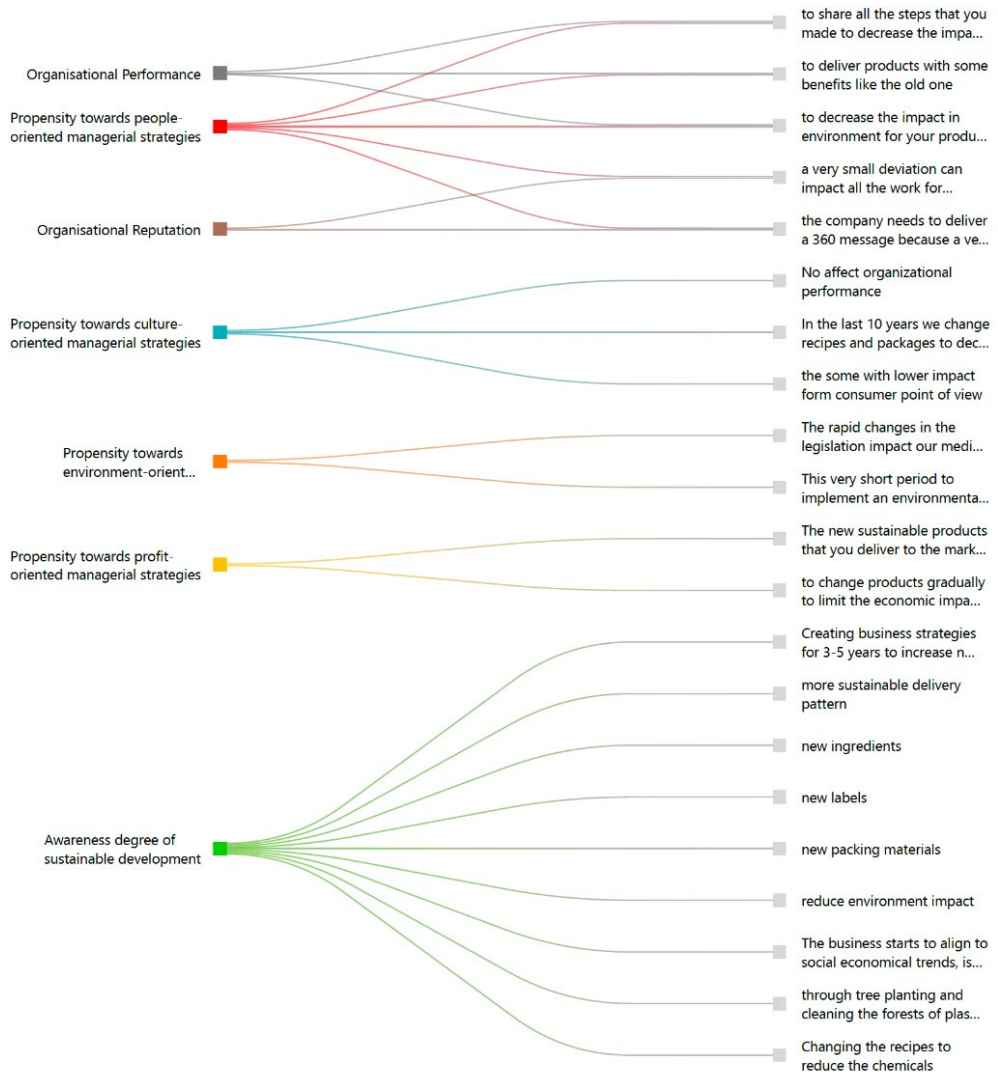 Organisational Performance
Propensity towards people-
oriented managerial strategies
Organisational Reputation
Propensity towards culture-
oriented managerial strategies
Propensity towards
environment-orient...
Propensity towards profit-
oriented managerial strategies
Awareness degree of
sustainable development
to share all the steps that you
made to decrease the impa...
to deliver products with some
benefits like the old one
to decrease the impact in
environment for your produ...
a very small deviation can
impact all the work for...
the company needs to deliver
a 360 message because a ve...
No affect organizational
performance
In the last 10 years we change
recipes and packages to dec...
the some with lower impact
form consumer point of view
The rapid changes in the
legislation impact our medi...
This very short period to
implement an environmenta...
The new sustainable products
that you deliver to the mark...
to change products gradually
to limit the economic impa...
Creating business strategies
for 3-5 years to increase n...
more sustainable delivery
pattern
new ingredients
new labels
new packing materials
reduce environment impact
The business starts to align to
social economical trends, is...
through tree planting and
cleaning the forests of plas...
Changing the recipes to
reduce the chemicals